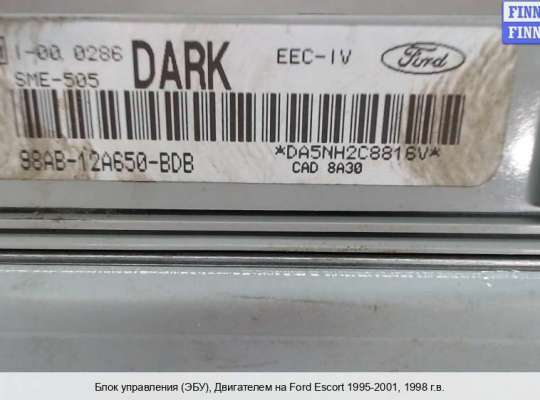 FINN
FINN
1-00 0286 DARK EEC-IV Ford
SME-505
98AB-12A650-BDB *DA5NH2C8816V*
CAD 8A30
Блок управления (ЭБУ), Двигателем на Ford Escort 1995-2001, 1998 г.в.